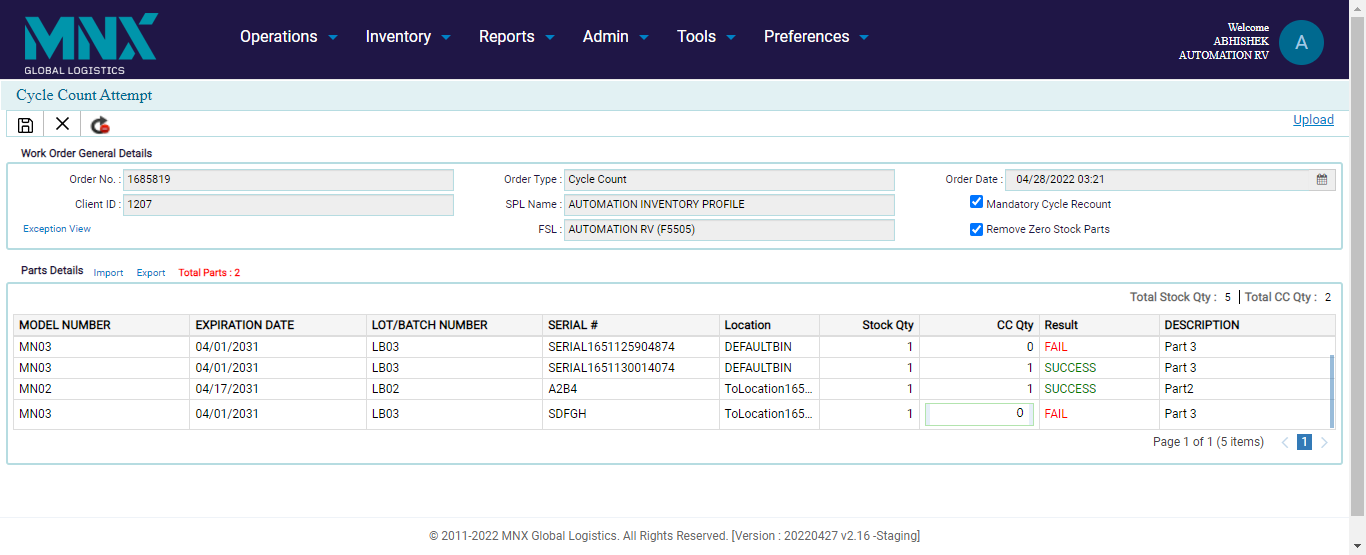 MNX
GLOBAL LOGISTICS
Operations Inventory Reports Admin Tools Preferences
Welcome
ABHISHEK
AUTOMATION RV
A
Cycle Count Attempt
Upload
Work Order General Details
Order No. : 1685819 Order Type : Cycle Count Order Date : 04/28/2022 03:21
Client ID : 1207 SPL Name : AUTOMATION INVENTORY PROFILE Mandatory Cycle Recount
Exception View FSL : AUTOMATION RV (F5505) Remove Zero Stock Parts
Parts Details Import Export Total Parts : 2
Total Stock Qty : 5 Total CC Qty : 2
MODEL NUMBER EXPIRATION DATE LOT/BATCH NUMBER SERIAL # Location Stock Qty CC Qty Result DESCRIPTION
MN03 04/01/2031 LB03 SERIAL1651125904874 DEFAULTBIN 1 0 FAIL Part 3
MN03 04/01/2031 LB03 SERIAL1651130014074 DEFAULTBIN 1 1 SUCCESS Part 3
MN02 04/17/2031 LB02 A2B4 ToLocation165... 1 1 SUCCESS Part2
MN03 04/01/2031 LB03 SDFGH ToLocation165... 1 0 FAIL Part 3
Page 1 of 1 (5 items) 1
© 2011-2022 MNX Global Logistics. All Rights Reserved. [Version : 20220427 v2.16 -Staging]